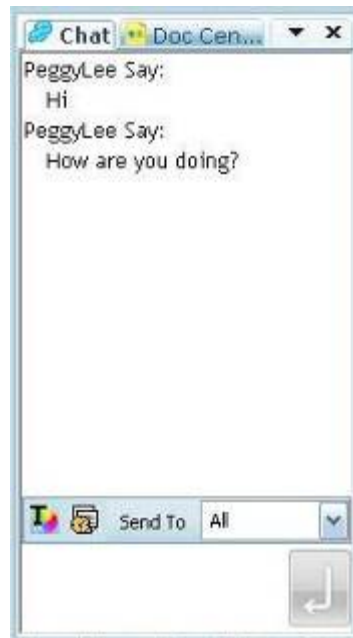 Chat Doc Cen...
PeggyLee Say:
Hi
PeggyLee Say:
How are you doing?
Send To All